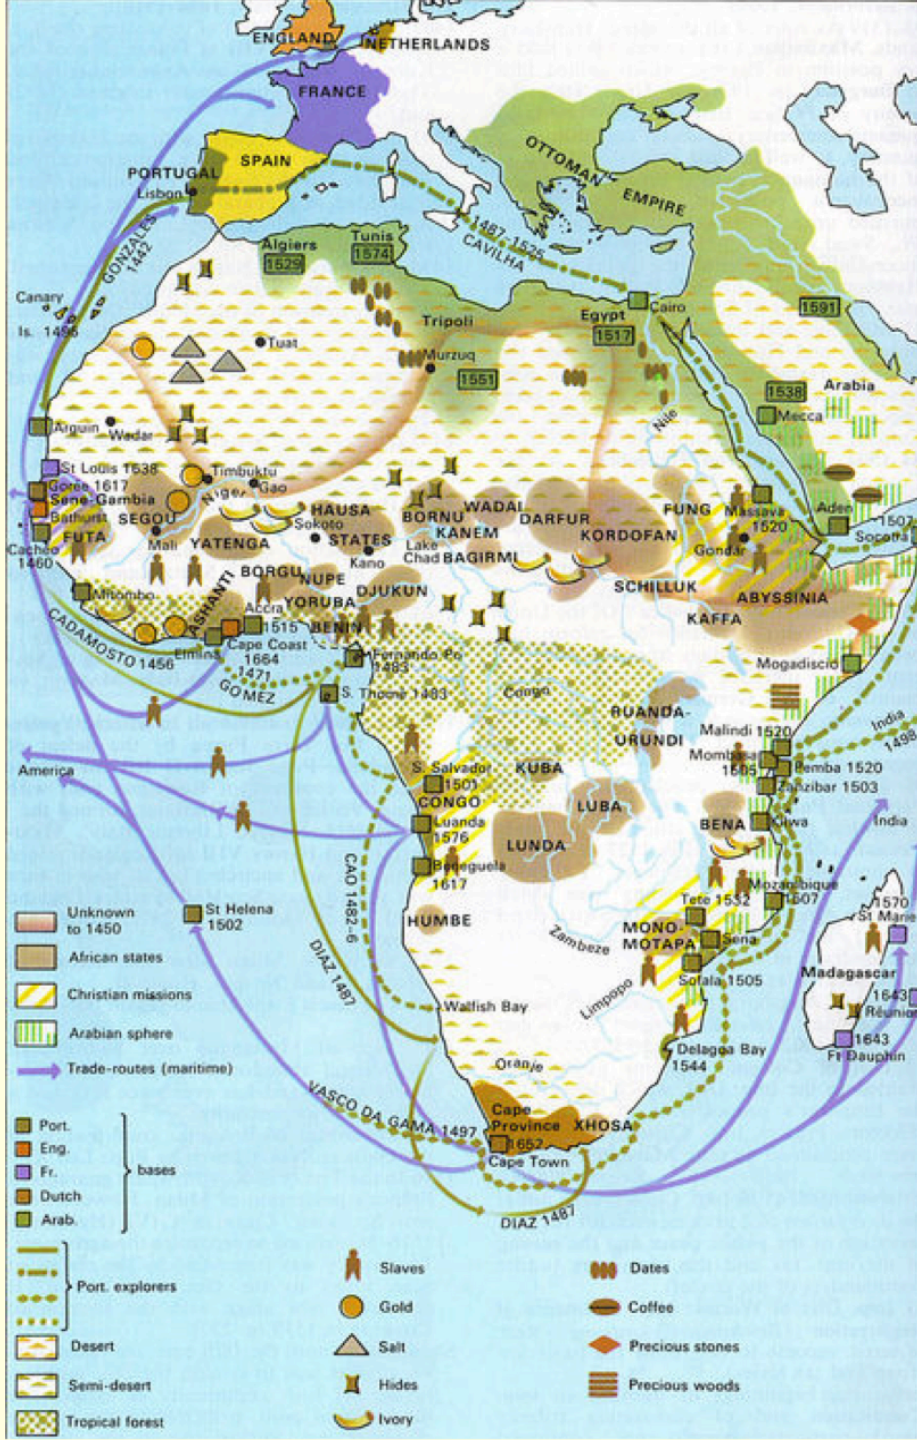 ENGLAND
NETHERLANDS
FRANCE
OTTOMAN
EMPIRE
PORTUGAL
SPAIN
Lisbon
GONZALES
1442
1487-1525
CAVILHA
Algiers
1529
Tunis
1574
Canary
Is. 1496
Cairo
Egypt
1517
1591
Tripoli
Tuat
Murzuq
1551
1538
Arabia
Mecca
Nile
Arguin
Wadar
St Louis 1638
Gorée 1617
Sene-Gambia
Bathurst
Timbuktu
Gao
Niger
SEGOU
HAUSA
STATES
Sokoto
Kano
BORNU
WADAI
KANEM
Lake
Chad
BAGIRMI
DARFUR
FUNG
KORDOFAN
Massava
1520
Aden
1507
Socotra
Gondar
FUTA
Cacheo
1460
Mali
YATENGA
BORGU
NUPE
DJUKUN
SCHILLUK
ABYSSINIA
KAFFA
Mitombo
ASHANTI
YORUBA
Accra
1515
BENIN
CADAMOSTO 1456
Elmina
Cape Coast
1664
1471
GOMEZ
Fernando Po
1483
S. Thomé 1483
Mogadiscio
Congo
RUANDA-
URUNDI
Malindi 1520
India
1498
Mombasa
1505
Pemba 1520
Zanzibar 1503
America
S. Salvador
1501
KUBA
CONGO
LUBA
Luanda
1576
LUNDA
BENA
Kilwa
India
Benguela
1617
CAO 1482-6
Mozambique
1507
Tete 1532
1570
St Marie
St Helena
1502
HUMBE
MONO-
MOTAPA
Sena
Zambeze
Sofala 1505
Madagascar
DIAZ 1487
Limpopo
1643
Réunion
Walfish Bay
1643
Ft Dauphin
Delagoa Bay
1544
Oranje
VASCO DA GAMA 1497
Cape
Province
1652
XHOSA
Cape Town
DIAZ 1487
Unknown
to 1450
African states
Christian missions
Arabian sphere
Trade-routes (maritime)
Port.
Eng.
Fr.
Dutch
Arab.
bases
Port. explorers
Desert
Semi-desert
Tropical forest
Slaves
Gold
Salt
Hides
Ivory
Dates
Coffee
Precious stones
Precious woods